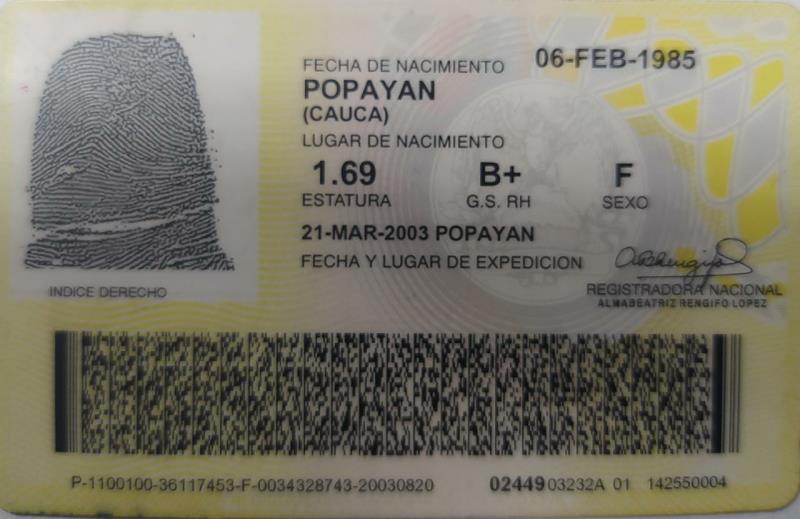 FECHA DE NACIMIENTO 06-FEB-1985
POPAYAN
(CAUCA)
LUGAR DE NACIMIENTO
1.69 B+ F
ESTATURA G.S. RH SEXO
21-MAR-2003 POPAYAN
FECHA Y LUGAR DE EXPEDICION
INDICE DERECHO
REGISTRADORA NACIONAL
ALMABEATRIZ RENGIFO LOPEZ
P-1100100-36117453-F-0034328743-20030820 02449 03232A 01 142550004